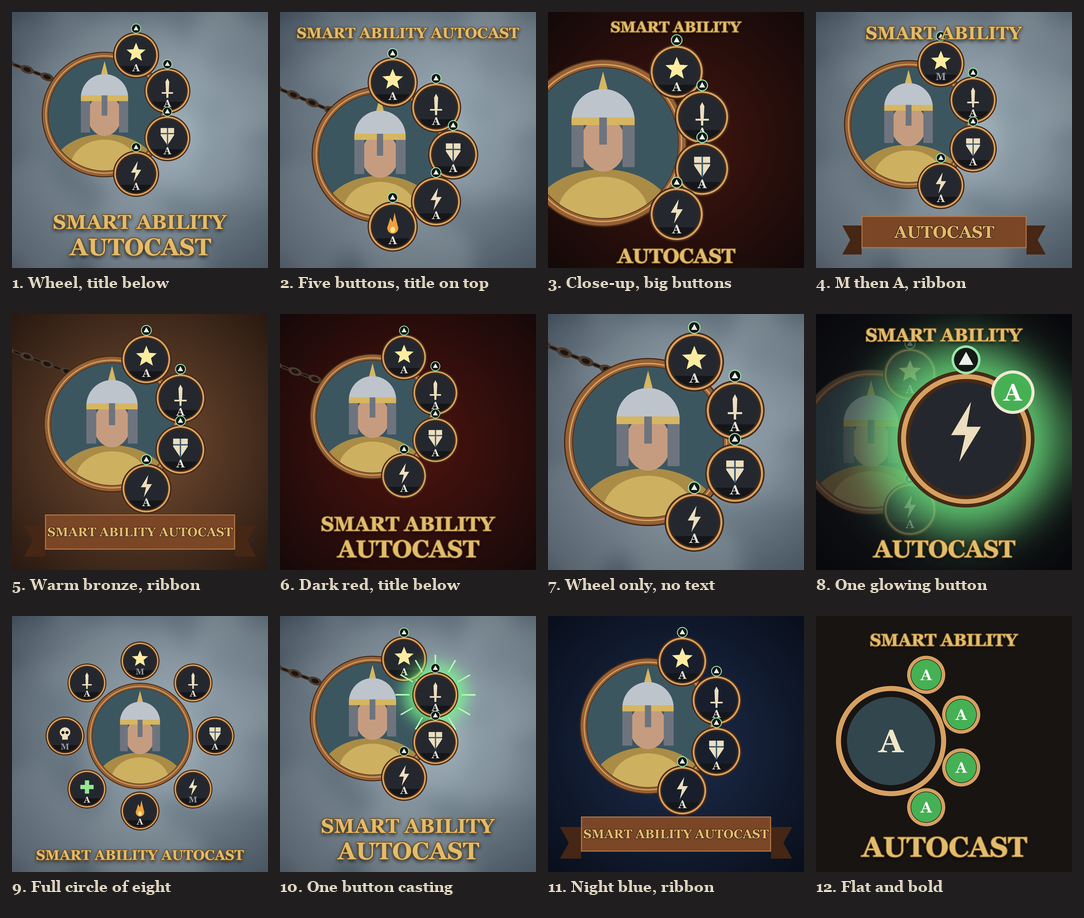 SMART ABILITY
AUTOCAST
A
A
A
A
1. Wheel, title below
SMART ABILITY AUTOCAST
A
A
A
A
A
2. Five buttons, title on top
SMART ABILITY
A
A
A
A
AUTOCAST
3. Close-up, big buttons
SMART ABILITY
M
A
A
A
AUTOCAST
4. M then A, ribbon
A
A
A
A
SMART ABILITY AUTOCAST
5. Warm bronze, ribbon
A
A
A
A
SMART ABILITY
AUTOCAST
6. Dark red, title below
A
A
A
A
7. Wheel only, no text
SMART ABILITY
A
A
A
AUTOCAST
8. One glowing button
M
A
A
M
A
A
M
A
SMART ABILITY AUTOCAST
9. Full circle of eight
A
A
A
A
SMART ABILITY
AUTOCAST
10. One button casting
A
A
A
A
SMART ABILITY AUTOCAST
11. Night blue, ribbon
SMART ABILITY
A
A
A
A
A
AUTOCAST
12. Flat and bold